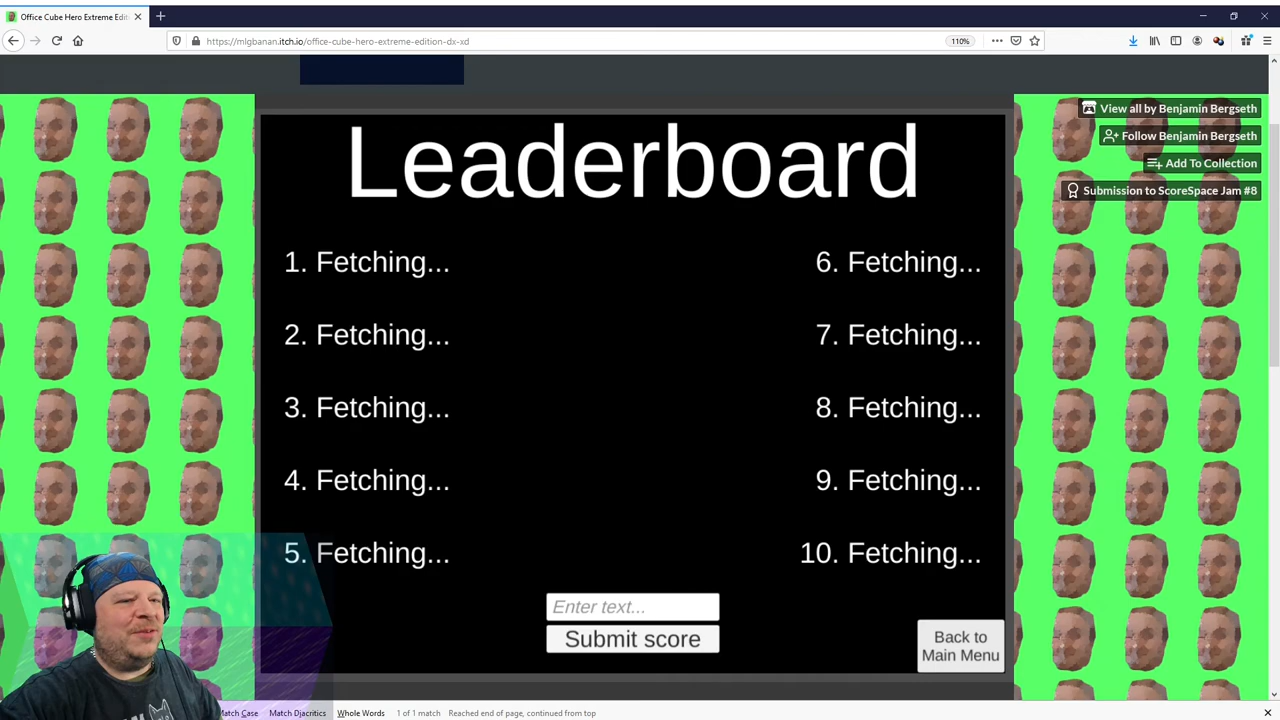 Office Cube Hero Extreme Edit
https://mlgbanan.itch.io/office-cube-hero-extreme-edition-dx-xd
110%
View all by Benjamin Bergseth
Follow Benjamin Bergseth
Add To Collection
Submission to ScoreSpace Jam #8
Leaderboard
1. Fetching...
2. Fetching...
3. Fetching...
4. Fetching...
5. Fetching...
6. Fetching...
7. Fetching...
8. Fetching...
9. Fetching...
10. Fetching...
Enter text...
Submit score
Back to
Main Menu
Match Case
Match Diacritics
Whole Words
1 of 1 match
Reached end of page, continued from top